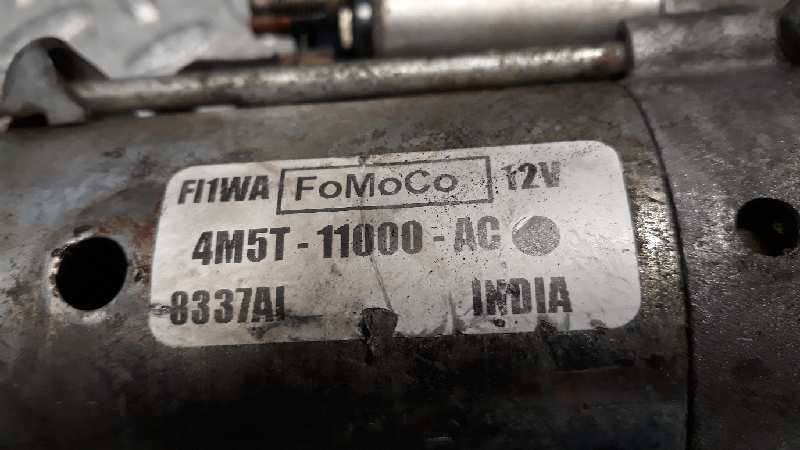 FI1WA FoMoCo 12V
4M5T-11000-AC
8337AI INDIA